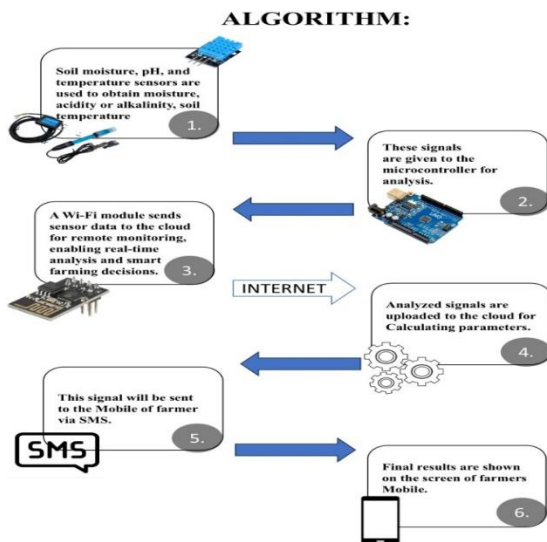 ALGORITHM:
Soil moisture, pH, and
temperature sensors are
used to obtain moisture,
acidity or alkalinity, soil
temperature
1.
These signals
are given to the
microcontroller for
analysis.
2.
A Wi-Fi module sends
sensor data to the cloud
for remote monitoring,
enabling real-time
analysis and smart
farming decisions.
3.
INTERNET
Analyzed signals are
uploaded to the cloud for
Calculating parameters.
4.
This signal will be sent
to the Mobile of farmer
via SMS.
5.
SMS
Final results are shown
on the screen of farmers
Mobile.
6.